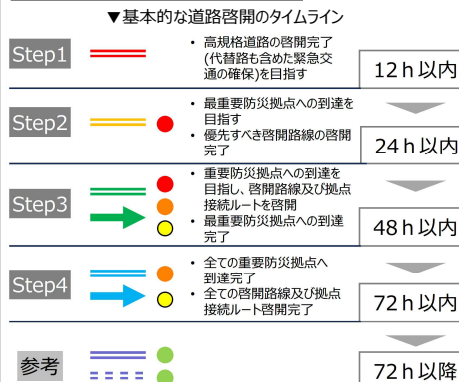 ▼基本的な道路啓開のタイムライン
Step1
• 高規格道路の啓開完了
(代替路も含めた緊急交
通の確保)を目指す
12h以内
Step2
• 最重要防災拠点への到達を
目指す
• 優先すべき啓開路線の啓開
完了
24h以内
Step3
• 重要防災拠点への到達を
目指し、啓開路線及び拠点
接続ルートを啓開
• 最重要防災拠点への到達
完了
48h以内
Step4
• 全ての重要防災拠点へ
到達完了
• 全ての啓開路線及び拠点
接続ルート啓開完了
72h以内
参考
72h以降